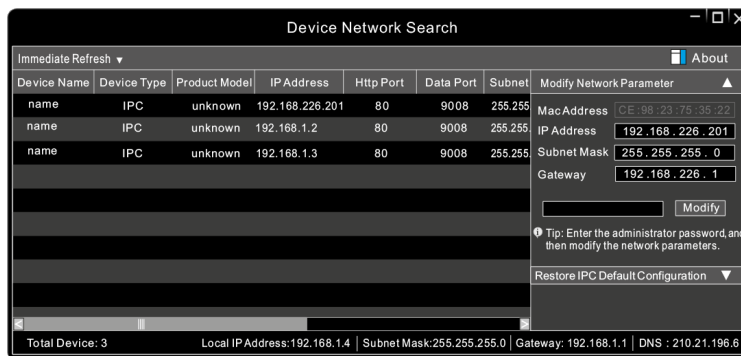 Device Network Search
Immediate Refresh
About
Device Name Device Type Product Model IP Address Http Port Data Port Subnet
name IPC unknown 192.168.226.201 80 9008 255.255
name IPC unknown 192.168.1.2 80 9008 255.255.
name IPC unknown 192.168.1.3 80 9008 255.255.
Modify Network Parameter
Mac Address CE:98:23:75:35:22
IP Address 192.168.226.201
Subnet Mask 255.255.255.0
Gateway 192.168.226.1
Modify
Tip: Enter the administrator password, and
then modify the network parameters.
Restore IPC Default Configuration
Total Device: 3 Local IP Address:192.168.1.4 Subnet Mask:255.255.255.0 Gateway: 192.168.1.1 DNS : 210.21.196.6